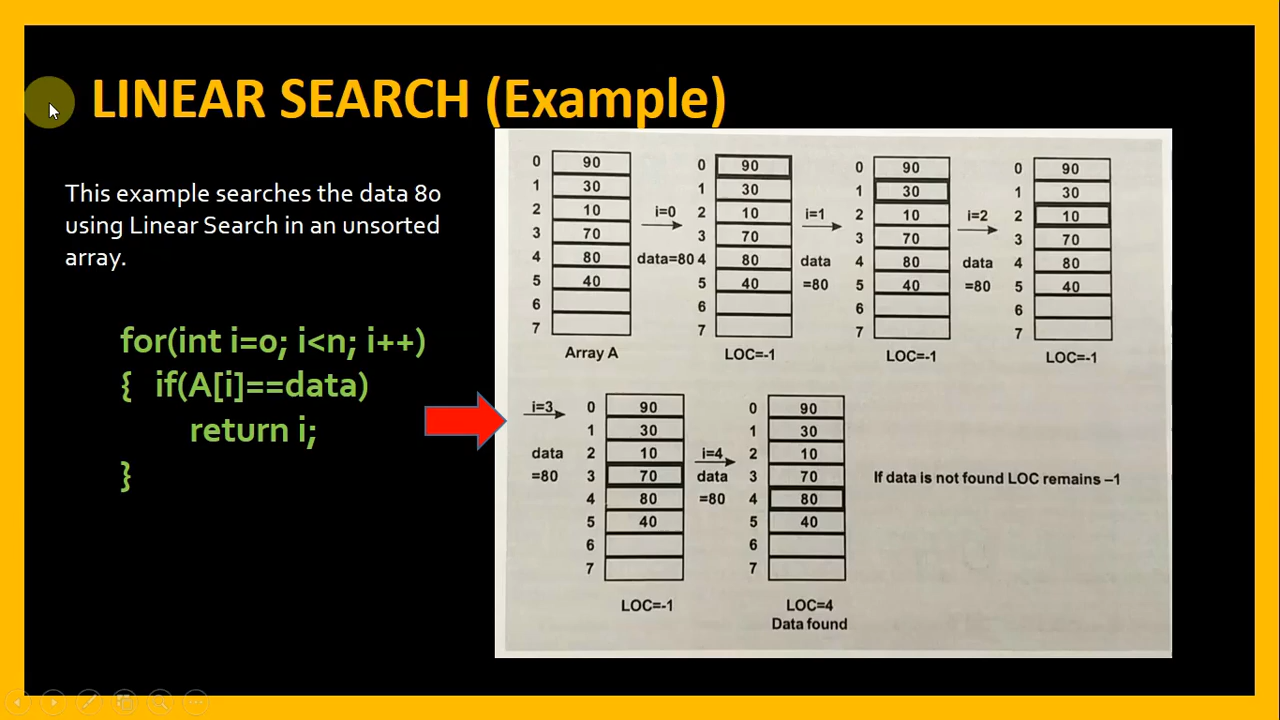 LINEAR SEARCH (Example)
This example searches the data 80
using Linear Search in an unsorted
array.
for(int i=0; i<n; i++)
{ if(A[i]==data)
return i;
}
0 90
1 30
2 10
3 70
4 80
5 40
6
7
Array A
i=0
data=80
0 90
1 30
2 10
3 70
4 80
5 40
6
7
LOC=-1
i=1
data
=80
0 90
1 30
2 10
3 70
4 80
5 40
6
7
LOC=-1
i=2
data
=80
0 90
1 30
2 10
3 70
4 80
5 40
6
7
LOC=-1
i=3
data
=80
0 90
1 30
2 10
3 70
4 80
5 40
6
7
LOC=-1
i=4
data
=80
0 90
1 30
2 10
3 70
4 80
5 40
6
7
LOC=4
Data found
If data is not found LOC remains –1